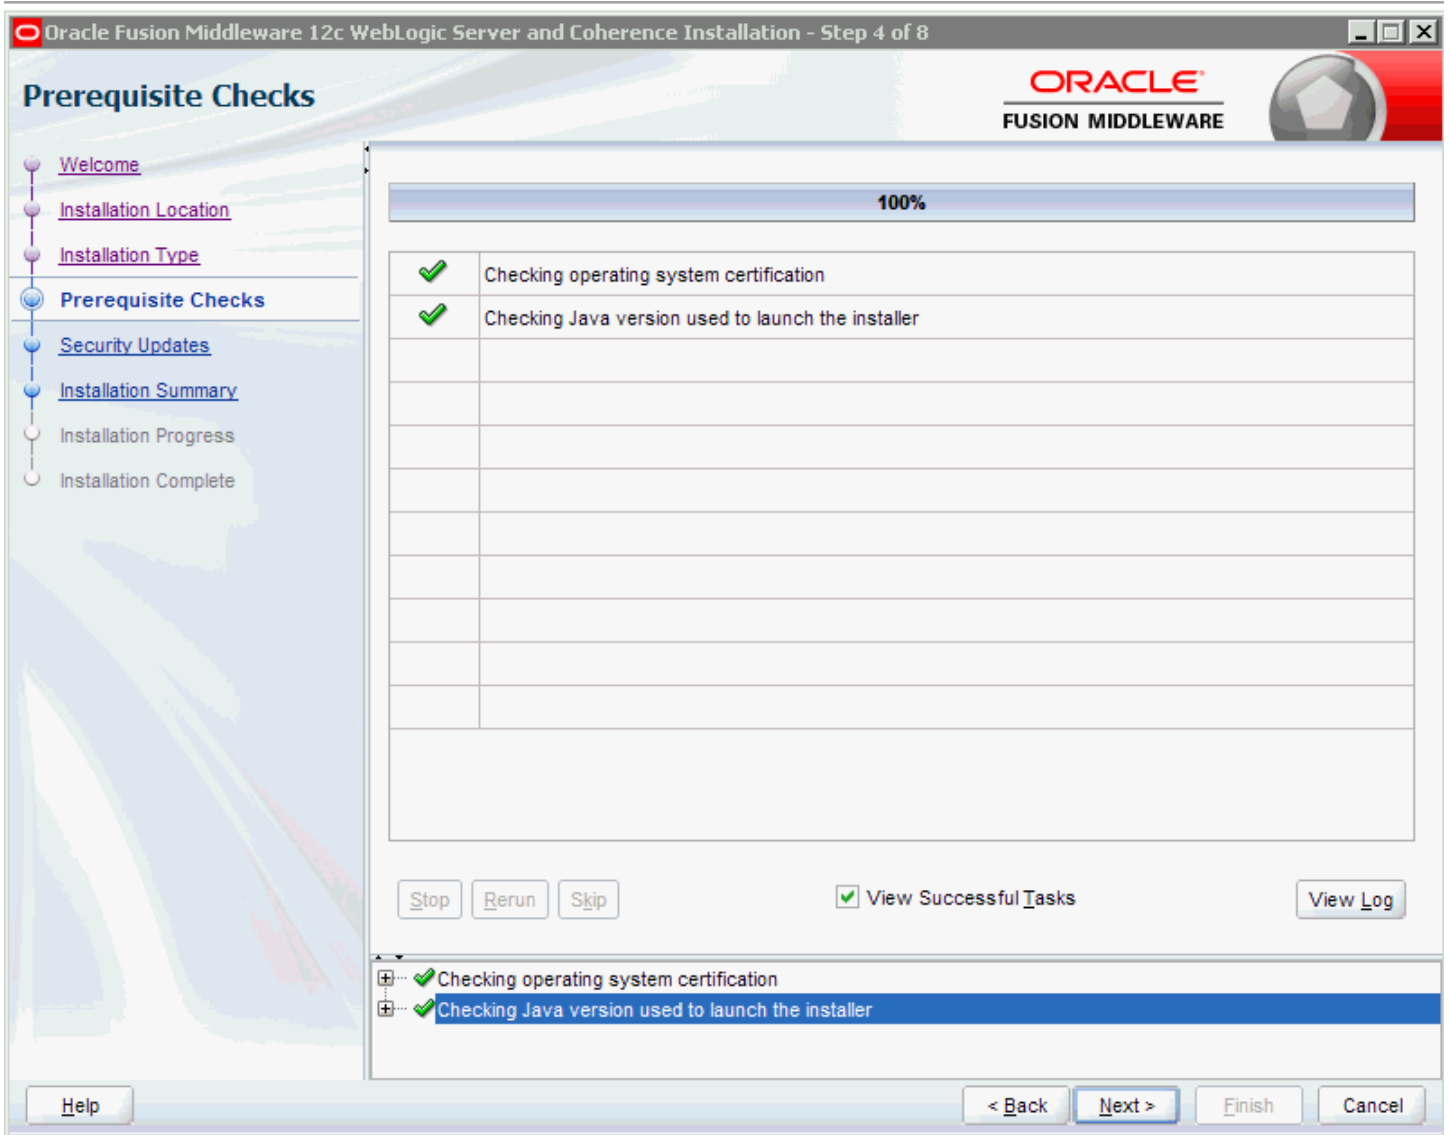 Oracle Fusion Middleware 12c WebLogic Server and Coherence Installation - Step 4 of 8
Prerequisite Checks
ORACLE
FUSION MIDDLEWARE
Welcome
Installation Location
Installation Type
Prerequisite Checks
Security Updates
Installation Summary
Installation Progress
Installation Complete
100%
Checking operating system certification
Checking Java version used to launch the installer
Stop Rerun Skip View Successful Tasks View Log
Checking operating system certification
Checking Java version used to launch the installer
Help < Back Next > Finish Cancel